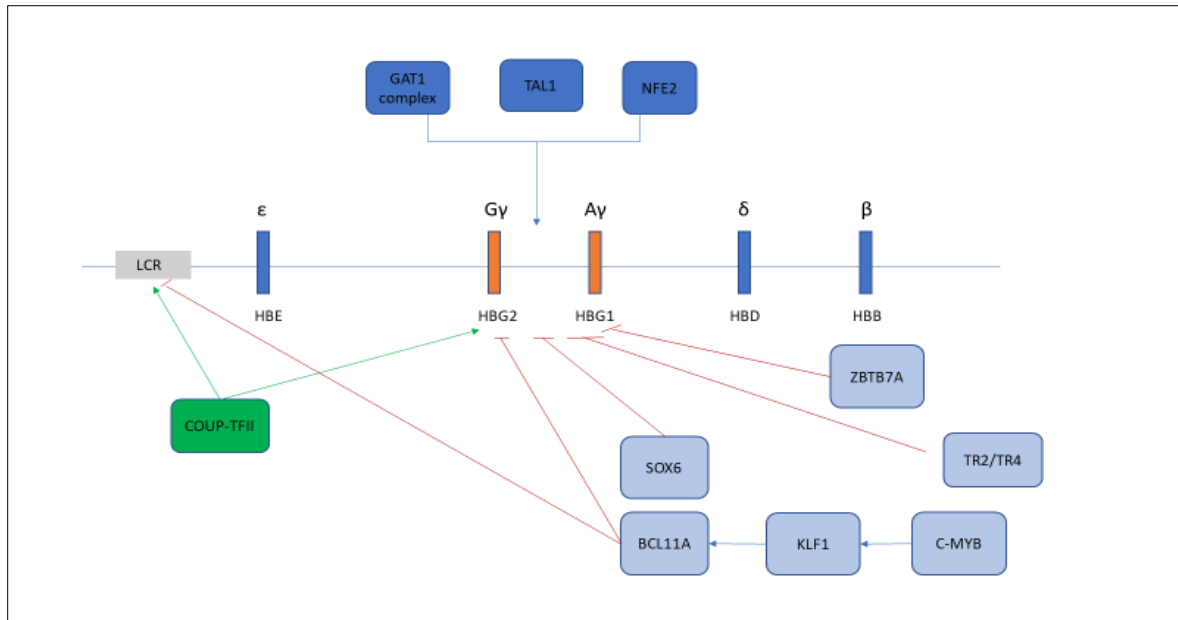 GAT1
complex
TAL1
NFE2
ε
Gγ
Aγ
δ
β
LCR
HBE
HBG2
HBG1
HBD
HBB
ZBTB7A
COUP-TFII
SOX6
TR2/TR4
BCL11A
KLF1
C-MYB